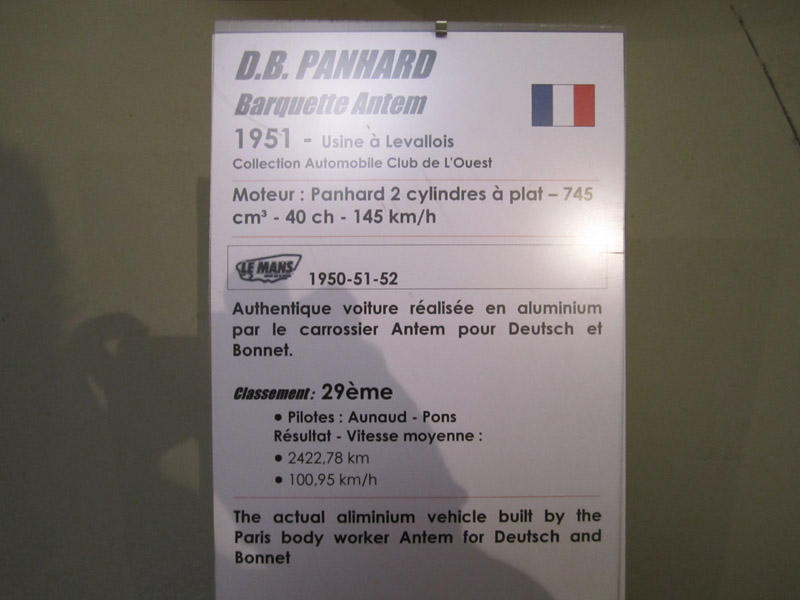 D.B. PANHARD
Barquette Antem
1951 - Usine à Levallois
Collection Automobile Club de L'Ouest
Moteur : Panhard 2 cylindres à plat – 745
cm³ - 40 ch - 145 km/h
LE MANS 1950-51-52
Authentique voiture réalisée en aluminium
par le carrossier Antem pour Deutsch et
Bonnet.
Classement : 29ème
• Pilotes : Aunaud - Pons
Résultat - Vitesse moyenne :
• 2422,78 km
• 100,95 km/h
The actual aliminium vehicle built by the
Paris body worker Antem for Deutsch and
Bonnet